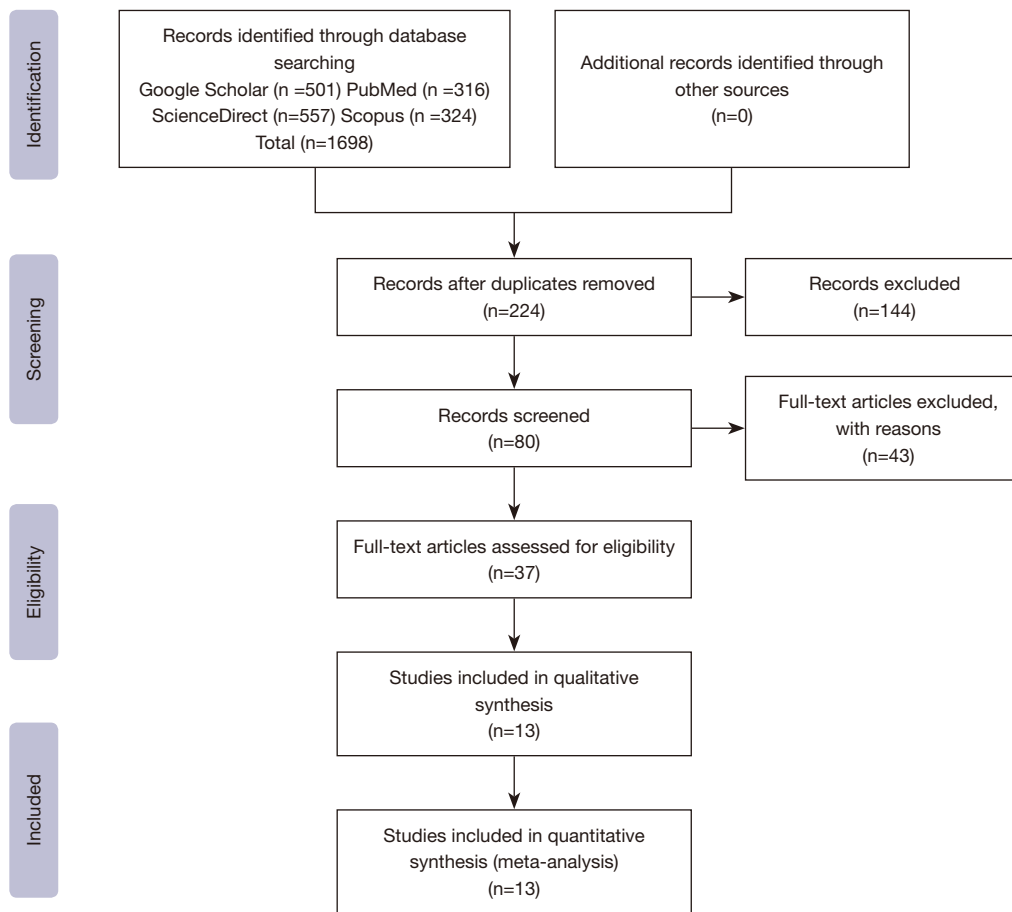 Identification
Records identified through database
searching
Google Scholar (n =501) PubMed (n =316)
ScienceDirect (n=557) Scopus (n =324)
Total (n=1698)
Additional records identified through
other sources
(n=0)
Screening
Records after duplicates removed
(n=224)
Records excluded
(n=144)
Records screened
(n=80)
Full-text articles excluded,
with reasons
(n=43)
Eligibility
Full-text articles assessed for eligibility
(n=37)
Studies included in qualitative
synthesis
(n=13)
Included
Studies included in quantitative
synthesis (meta-analysis)
(n=13)